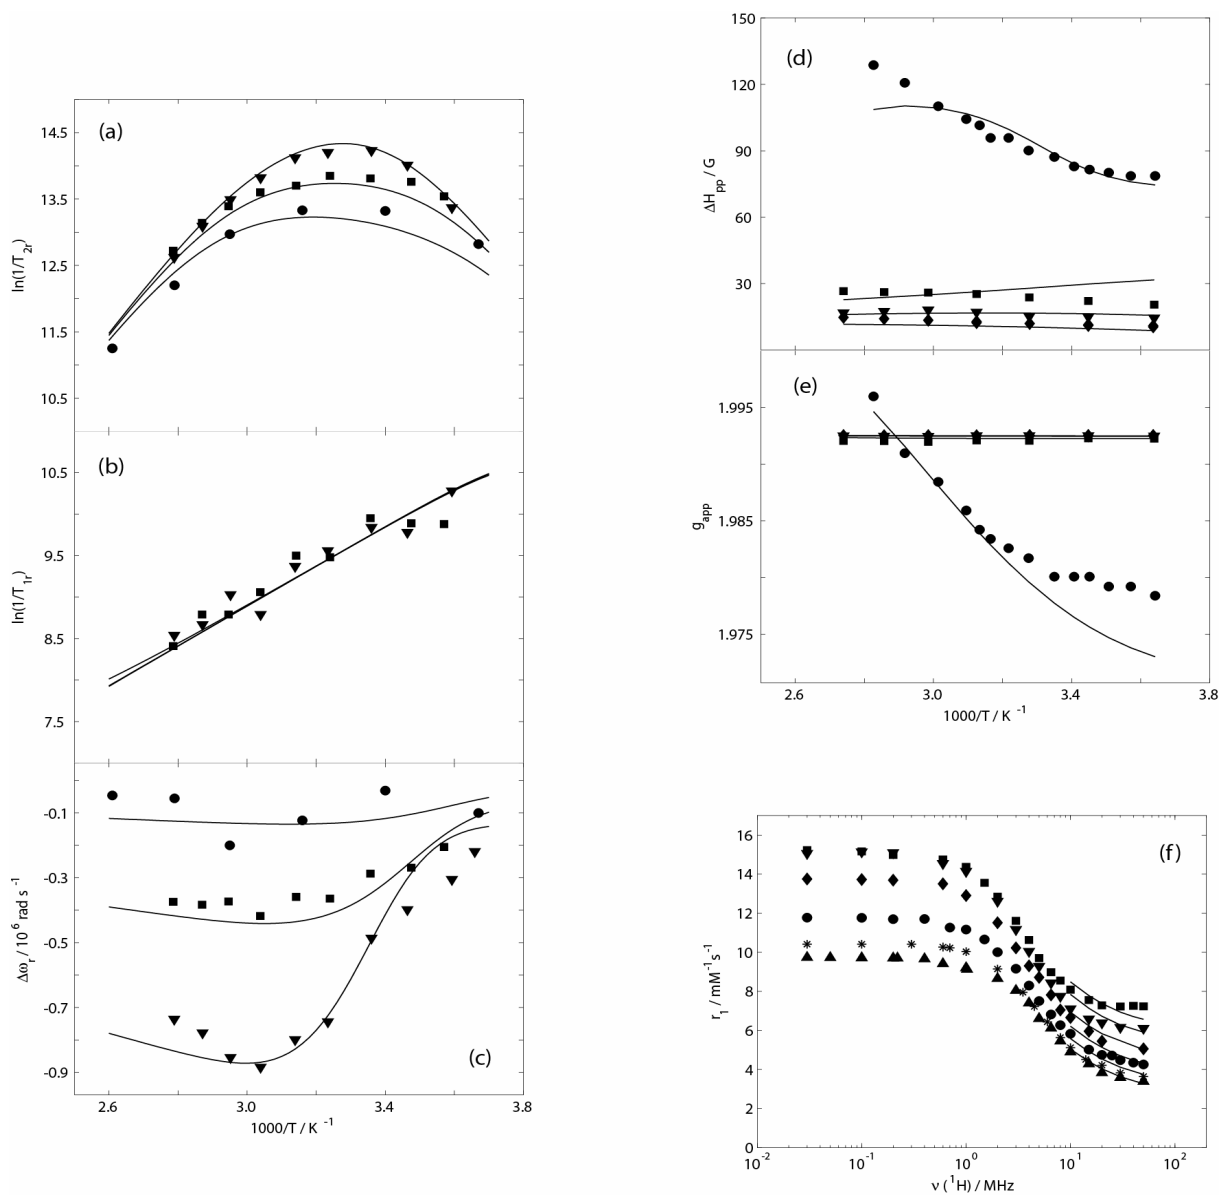 (a)
14.5
13.5
12.5
11.5
10.5
ln(1/T2r)
(b)
10.5
9.5
8.5
7.5
ln(1/T1r)
-0.1
-0.3
-0.5
-0.7
-0.9
Δωr / 10^6 rad s^-1
(c)
2.6 3.0 3.4 3.8
1000/T / K^-1
(d)
150
120
90
60
30
ΔHpp / G
(e)
1.995
1.985
1.975
gapp
2.6 3.0 3.4 3.8
1000/T / K^-1
(f)
16
14
12
10
8
6
4
2
0
r1 / mM^-1 s^-1
10^-2 10^-1 10^0 10^1 10^2
ν (^1H) / MHz